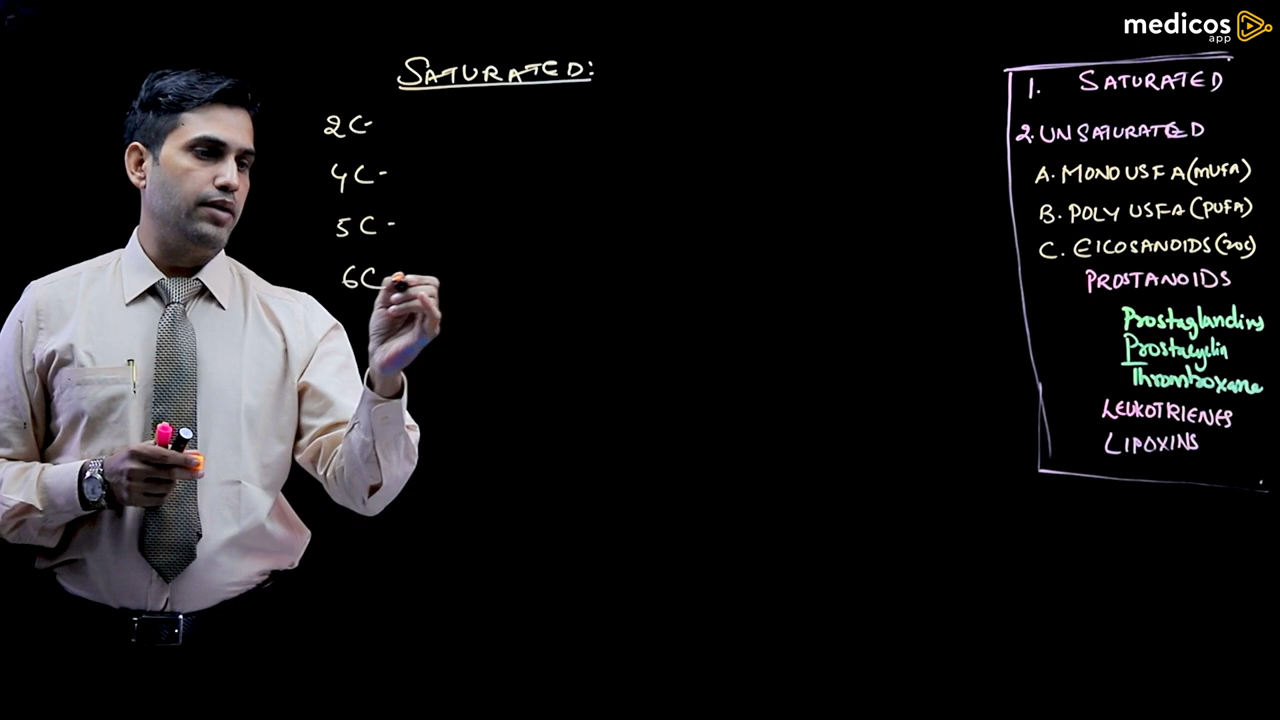 medicos
app
SATURATED:
2C-
4C-
5C-
6C
1. SATURATED
2. UNSATURATED
A. MONO USFA (MUFA)
B. POLY USFA (PUFA)
C. EICOSANOIDS (20C)
PROSTANOIDS
Prostaglandins
Prostacyclin
Thromboxane
LEUKOTRIENES
LIPOXINS